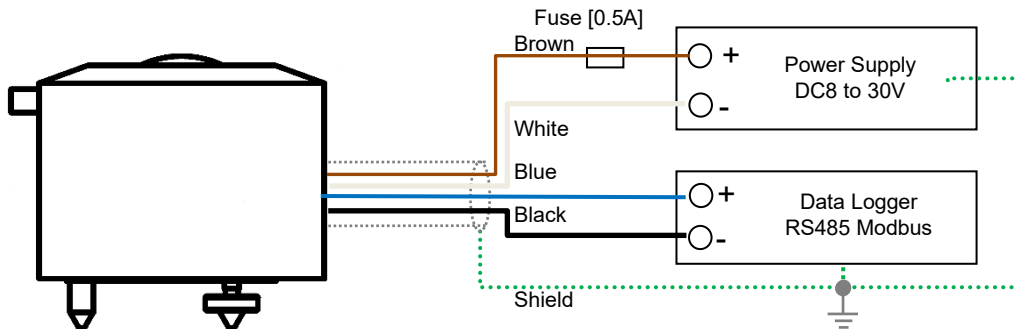 Fuse [0.5A]
Brown
+
Power Supply
DC8 to 30V
-
White
Blue
+
Data Logger
RS485 Modbus
Black
-
Shield